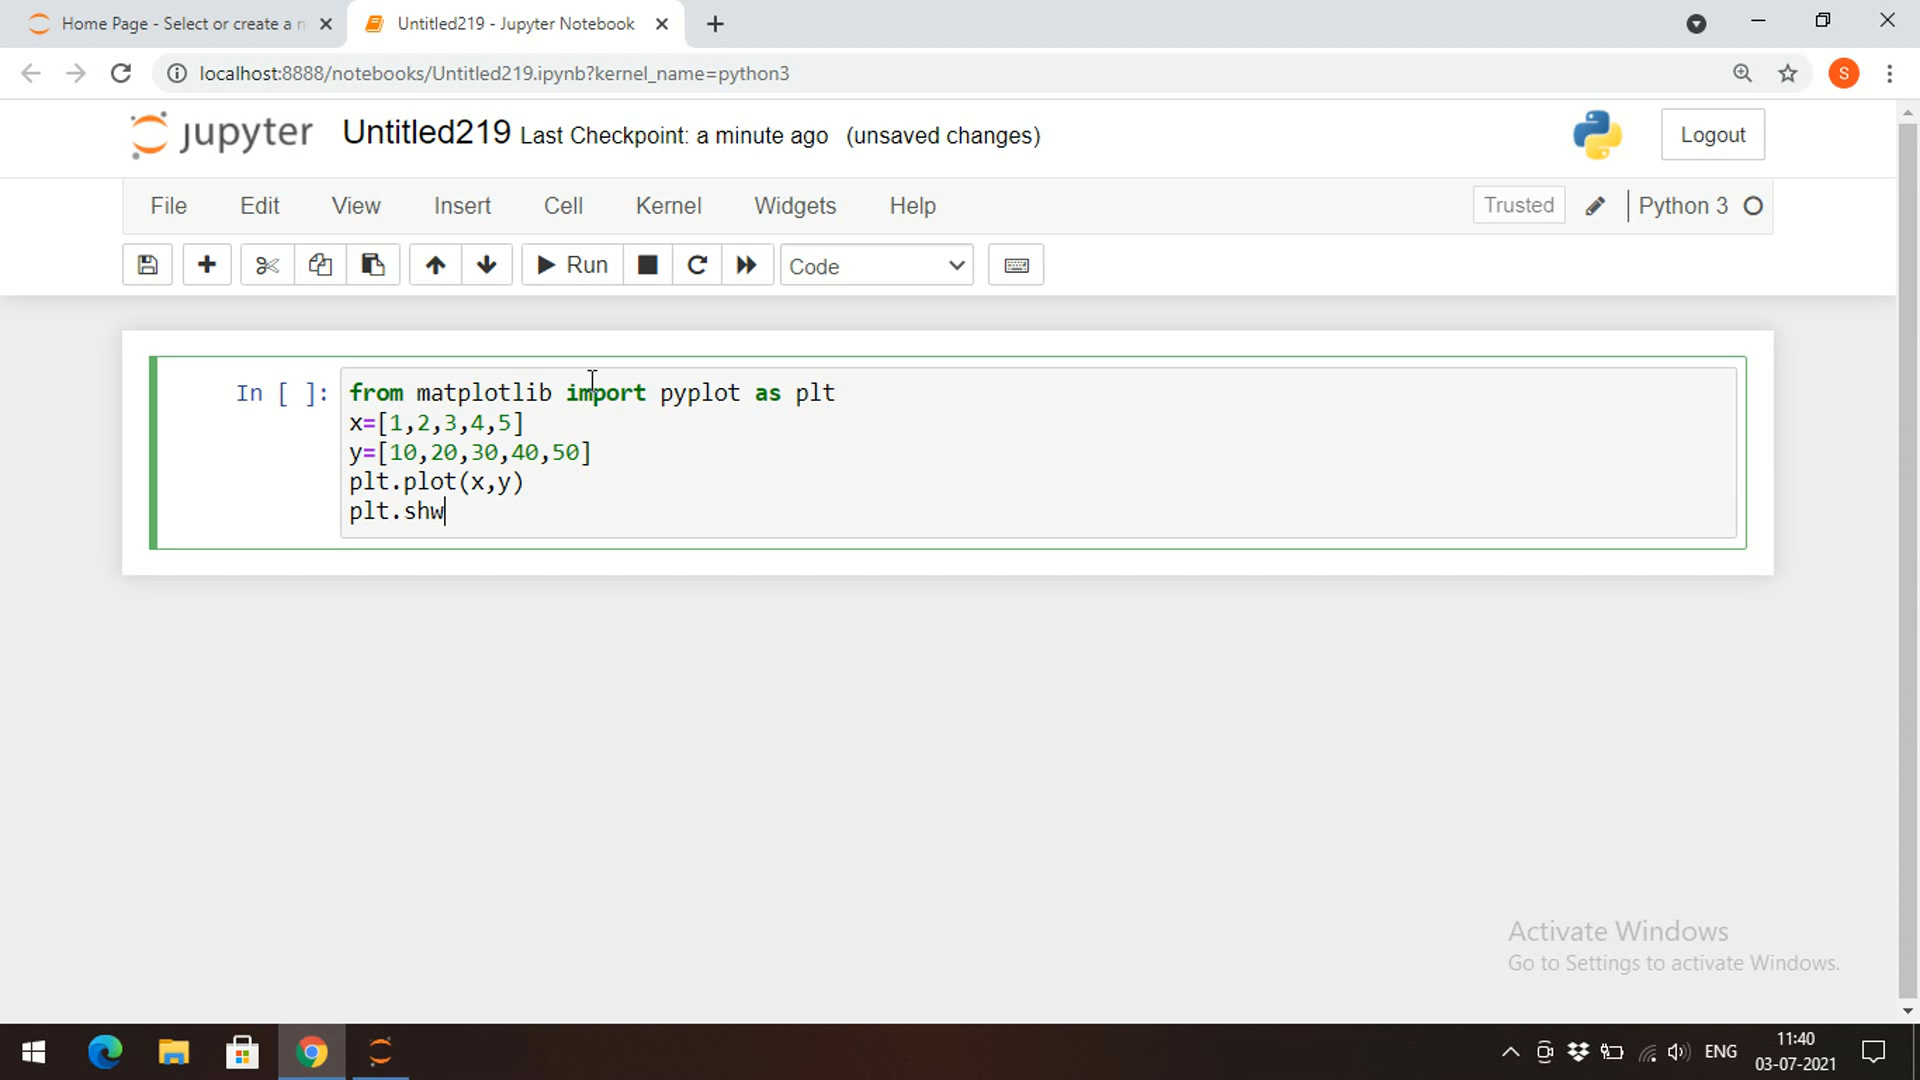 Home Page - Select or create a n
Untitled219 - Jupyter Notebook
localhost:8888/notebooks/Untitled219.ipynb?kernel_name=python3
S
jupyter Untitled219 Last Checkpoint: a minute ago (unsaved changes)
Logout
File Edit View Insert Cell Kernel Widgets Help
Trusted
Python 3
Run
Code
In [ ]: from matplotlib import pyplot as plt
x=[1,2,3,4,5]
y=[10,20,30,40,50]
plt.plot(x,y)
plt.shw
Activate Windows
Go to Settings to activate Windows.
ENG
11:40
03-07-2021